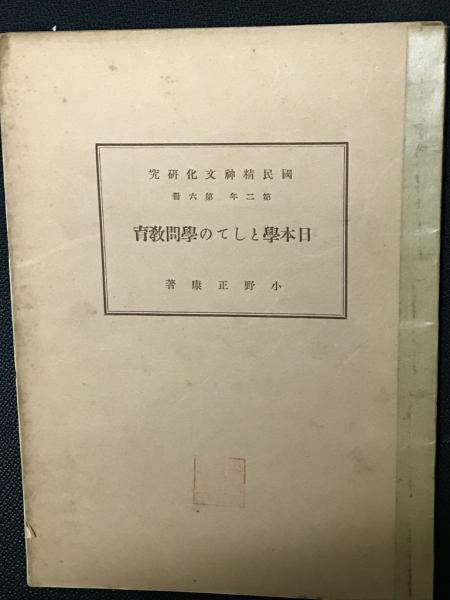 國民精神文化研究
第二年 第六冊
日本學としての學問教育
小野正康著